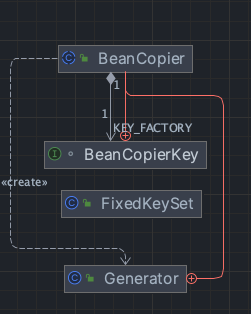 C BeanCopier
1
1
KEY_FACTORY
I BeanCopierKey
«create»
C FixedKeySet
C Generator